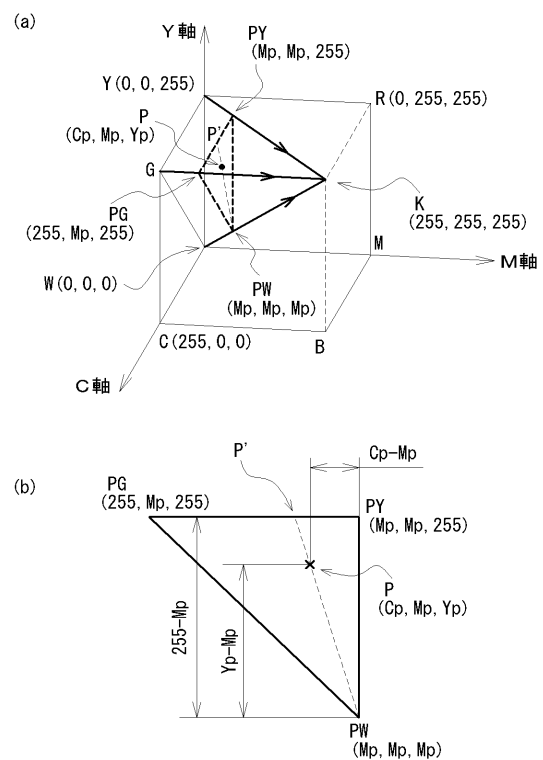 (a)
Y軸
PY
(Mp, Mp, 255)
Y(0, 0, 255)
P
(Cp, Mp, Yp)
P'
R(0, 255, 255)
G
PG
(255, Mp, 255)
K
(255, 255, 255)
M
M軸
W(0, 0, 0)
PW
(Mp, Mp, Mp)
C(255, 0, 0)
B
C軸
(b)
P'
Cp-Mp
PG
(255, Mp, 255)
PY
(Mp, Mp, 255)
P
(Cp, Mp, Yp)
255-Mp
Yp-Mp
PW
(Mp, Mp, Mp)